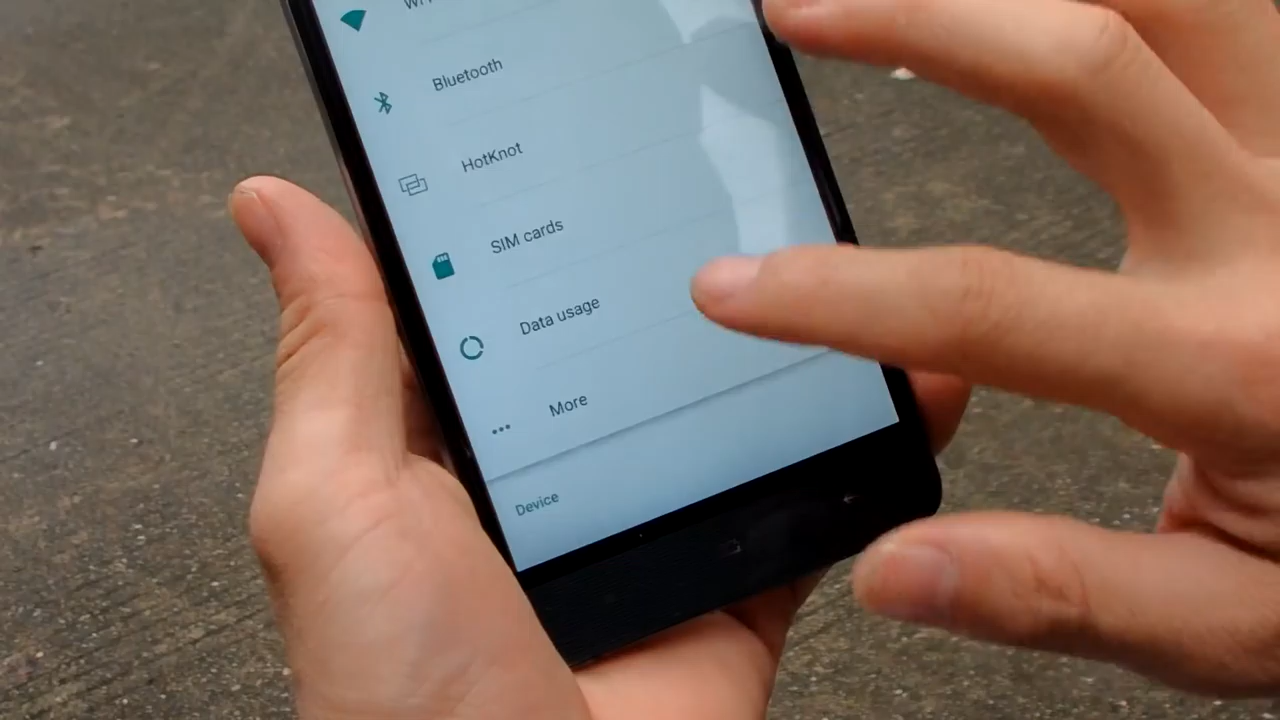 Bluetooth
HotKnot
SIM cards
Data usage
More
Device